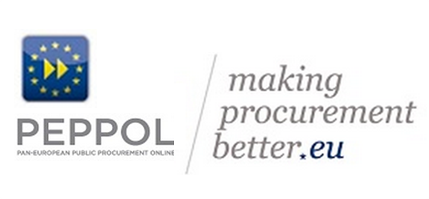 PEPPOL
PAN-EUROPEAN PUBLIC PROCUREMENT ONLINE
making
procurement
better.eu